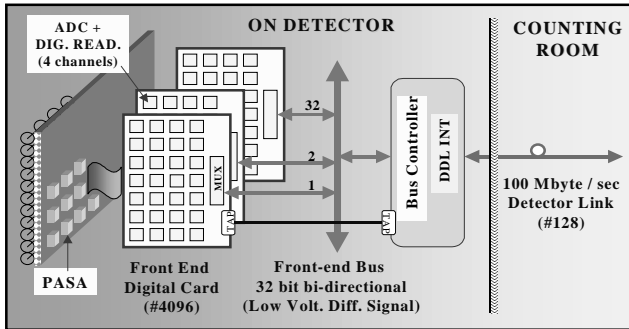 ON DETECTOR
COUNTING
ROOM
ADC +
DIG. READ.
(4 channels)
32
2
1
MUX
TAP
TAP
Bus Controller
DDL INT
100 Mbyte / sec
Detector Link
(#128)
PASA
Front End
Digital Card
(#4096)
Front-end Bus
32 bit bi-directional
(Low Volt. Diff. Signal)